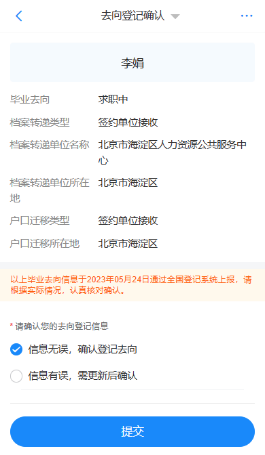 去向登记确认
李娟
毕业去向 求职中
档案转递类型 签约单位接收
档案转递单位名称 北京市海淀区人力资源公共服务中
心
档案转递单位所在 北京市海淀区
地
户口迁移类型 签约单位接收
户口迁移所在地 北京市海淀区
以上毕业去向信息于2023年05月24日通过全国登记系统上报，请
根据实际情况，认真核对确认。
*请确认您的去向登记信息
信息无误，确认登记去向
信息有误，需更新后确认
提交